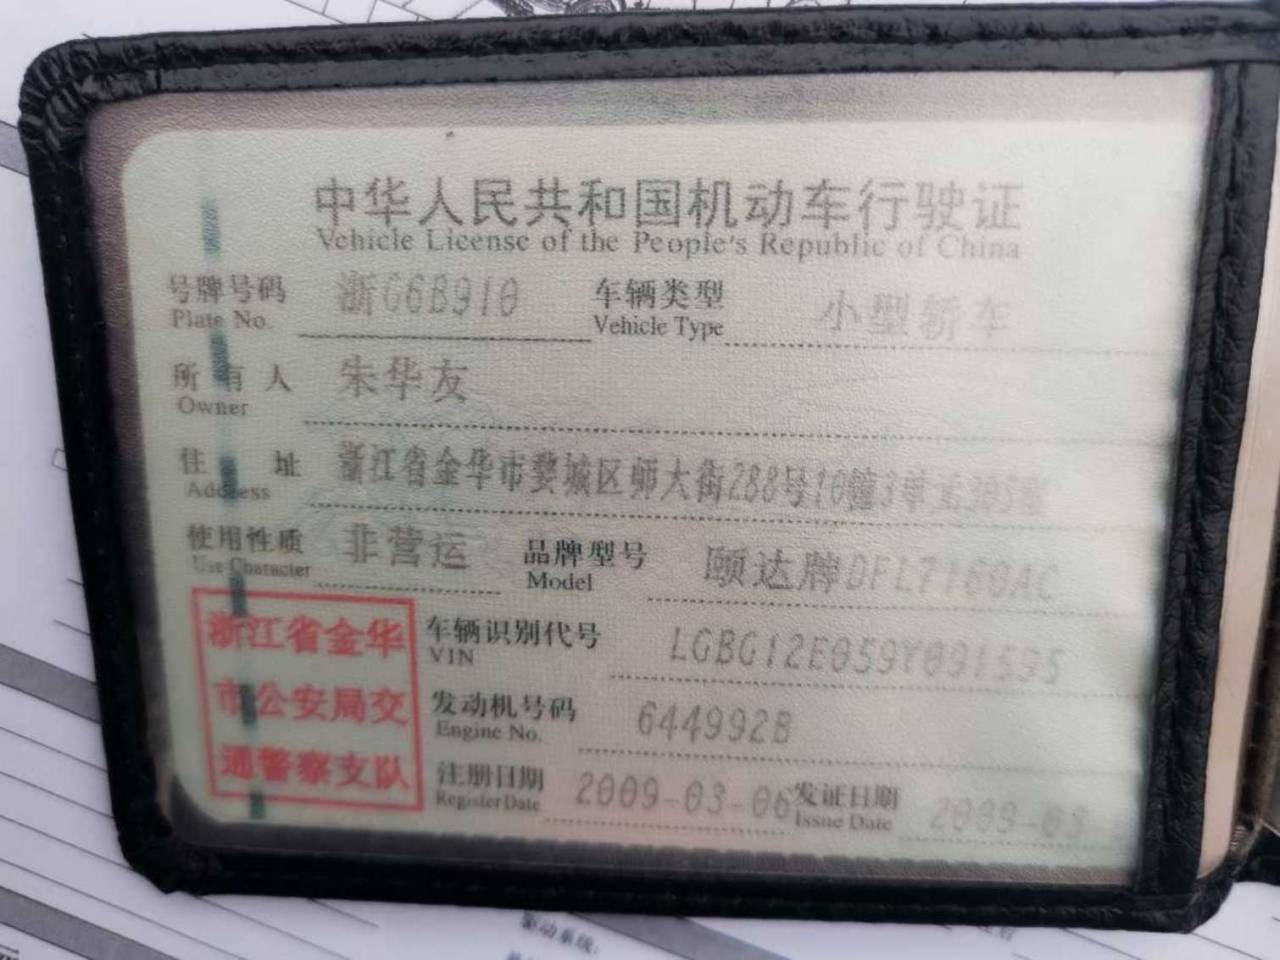 中华人民共和国机动车行驶证
Vehicle License of the People's Republic of China
号牌号码 浙G6B910 车辆类型 小型轿车
Plate No. Vehicle Type
所有人 朱华友
Owner
住址 浙江省金华市婺城区师大街288号10幢3单元305室
Address
使用性质 非营运 品牌型号 颐达牌DFL7160AC
Use Character Model
浙江省金华 车辆识别代号 LGBG12E059Y091595
VIN
市公安局交 发动机号码 644992B
Engine No.
通警察支队 注册日期 2009-03-06 发证日期 2009-03
Register Date Issue Date
驱动系统: